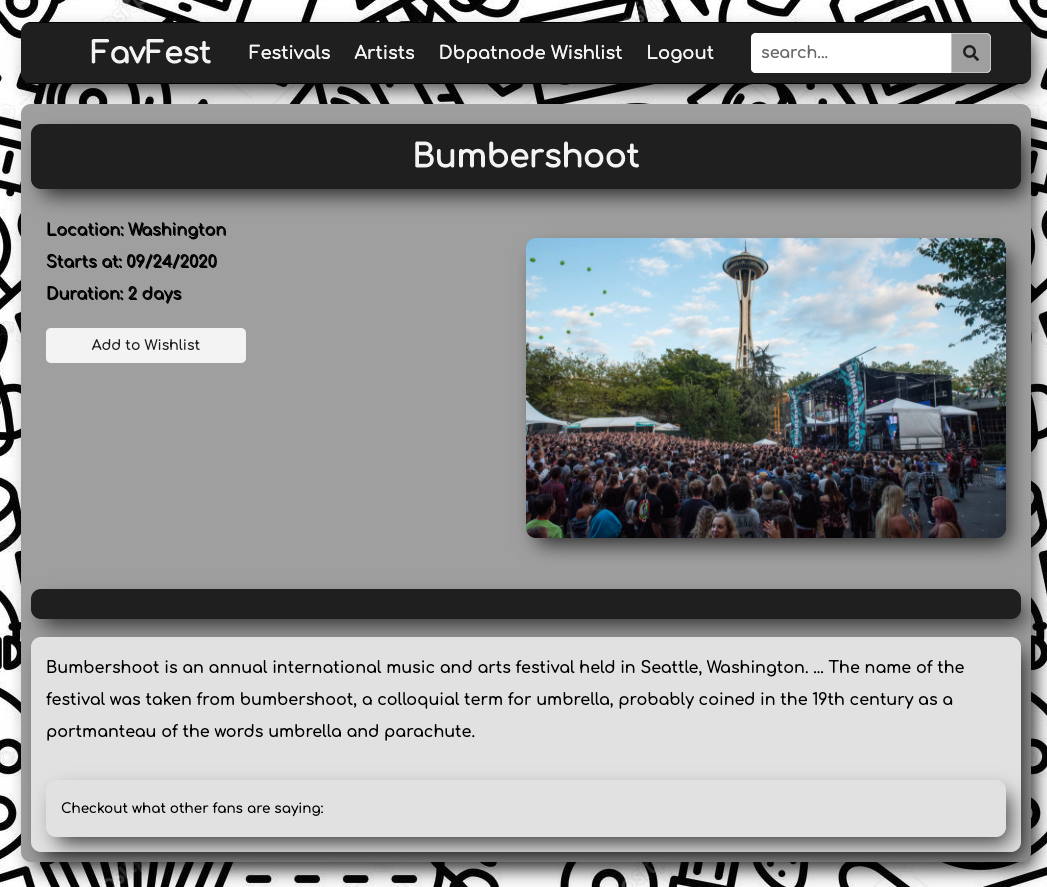 FavFest Festivals Artists Dbpatnode Wishlist Logout search...
Bumbershoot
Location: Washington
Starts at: 09/24/2020
Duration: 2 days
Add to Wishlist
BUMBERSHOOT
Bumbershoot is an annual international music and arts festival held in Seattle, Washington. ... The name of the
festival was taken from bumbershoot, a colloquial term for umbrella, probably coined in the 19th century as a
portmanteau of the words umbrella and parachute.
Checkout what other fans are saying: